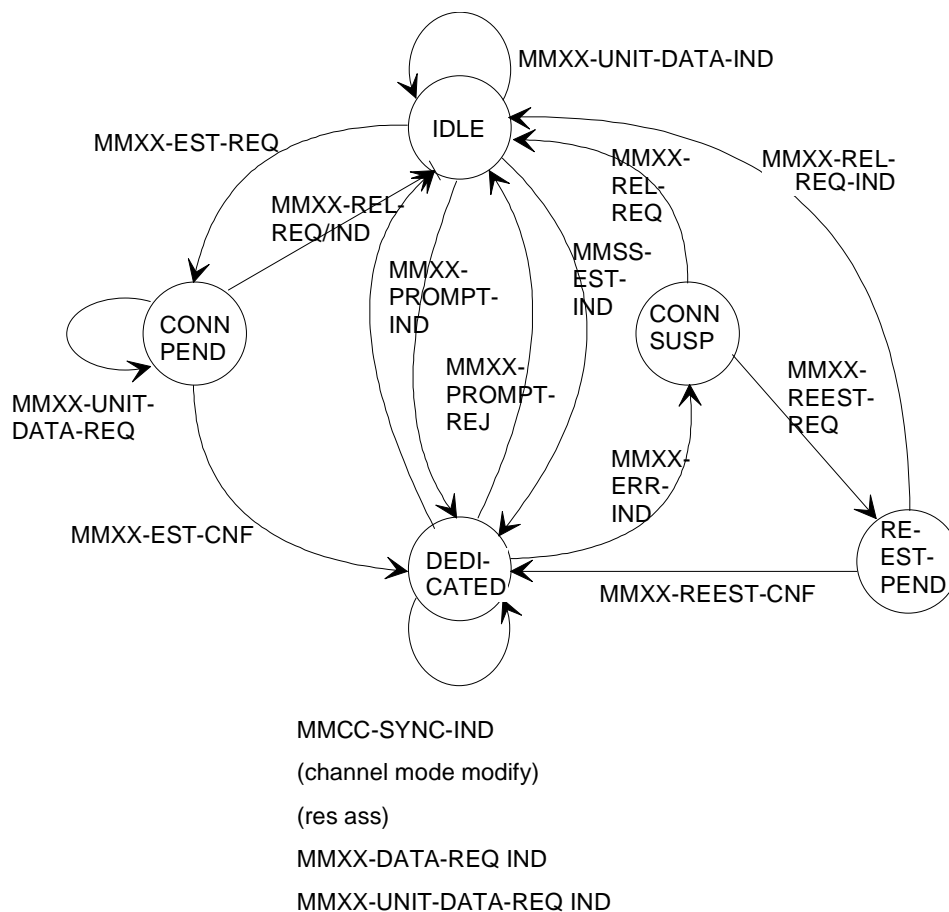 MMXX-UNIT-DATA-IND
IDLE
MMXX-EST-REQ
MMXX-
REL-
REQ
MMXX-REL-
REQ-IND
MMXX-REL-
REQ/IND
MMXX-
PROMPT-
IND
MMSS-
EST-
IND
CONN
PEND
CONN
SUSP
MMXX-
PROMPT-
REJ
MMXX-
REEST-
REQ
MMXX-UNIT-
DATA-REQ
MMXX-
ERR-
IND
MMXX-EST-CNF
DEDI-
CATED
RE-
EST-
PEND
MMXX-REEST-CNF
MMCC-SYNC-IND
(channel mode modify)
(res ass)
MMXX-DATA-REQ IND
MMXX-UNIT-DATA-REQ IND